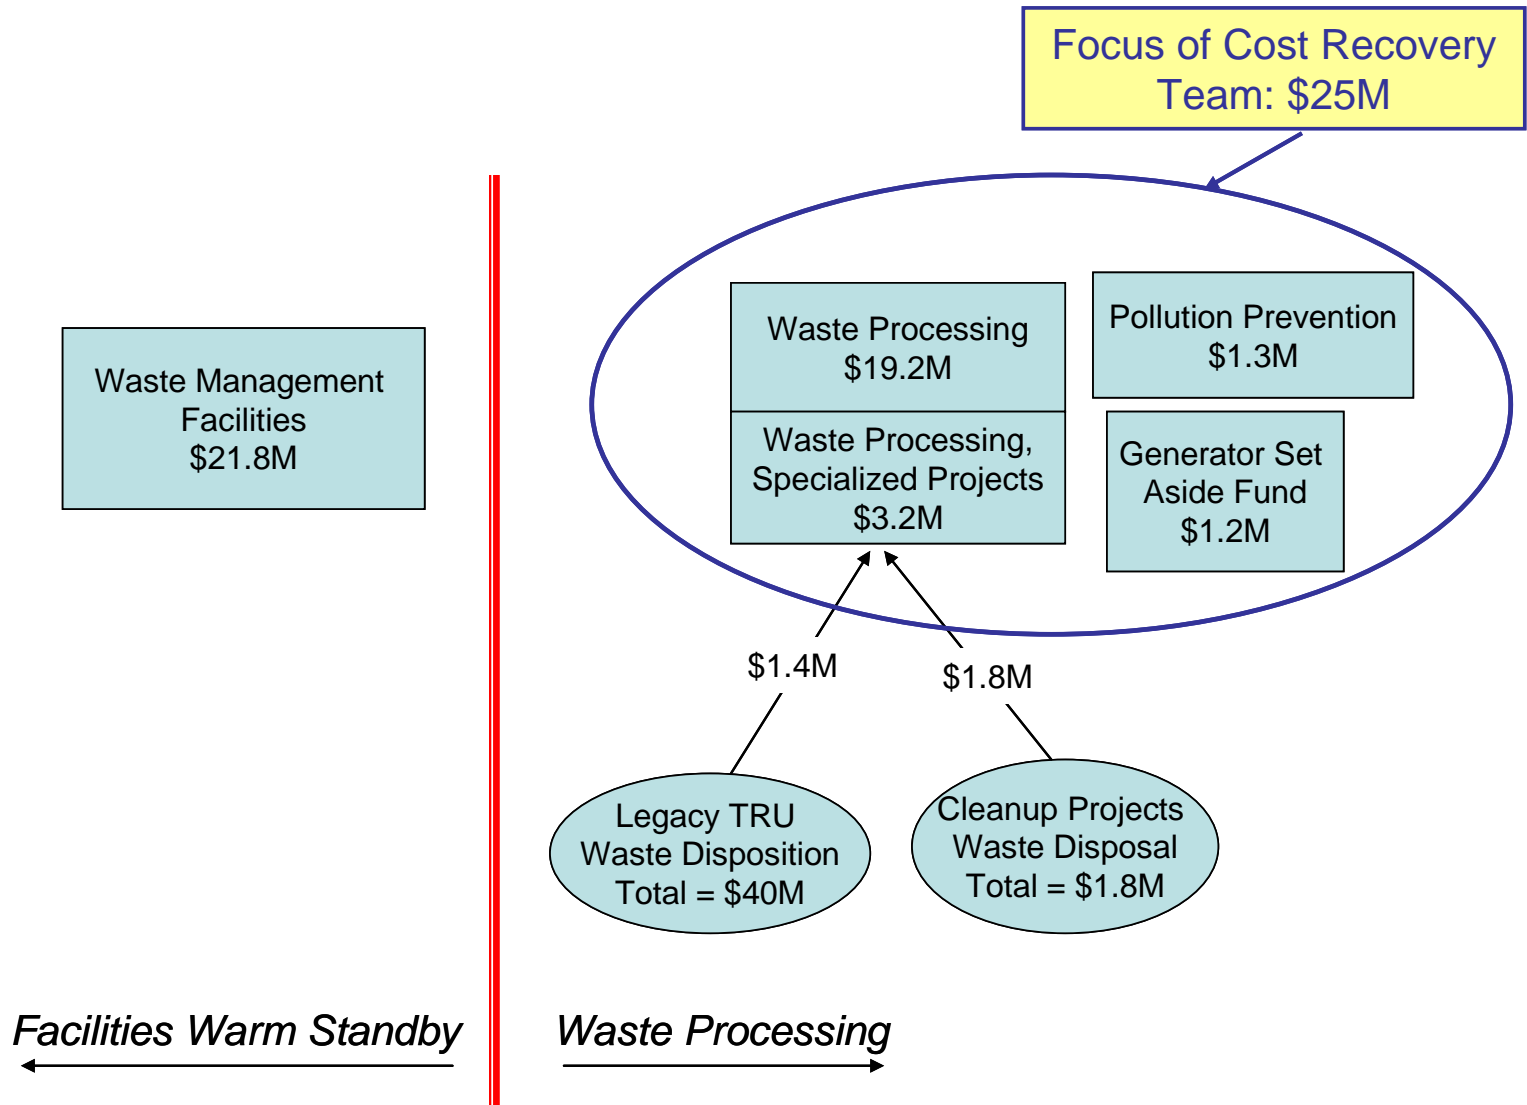 Focus of Cost Recovery
Team: $25M
Waste Management
Facilities
$21.8M
Waste Processing
$19.2M
Waste Processing,
Specialized Projects
$3.2M
Pollution Prevention
$1.3M
Generator Set
Aside Fund
$1.2M
$1.4M
$1.8M
Legacy TRU
Waste Disposition
Total = $40M
Cleanup Projects
Waste Disposal
Total = $1.8M
Facilities Warm Standby
Waste Processing